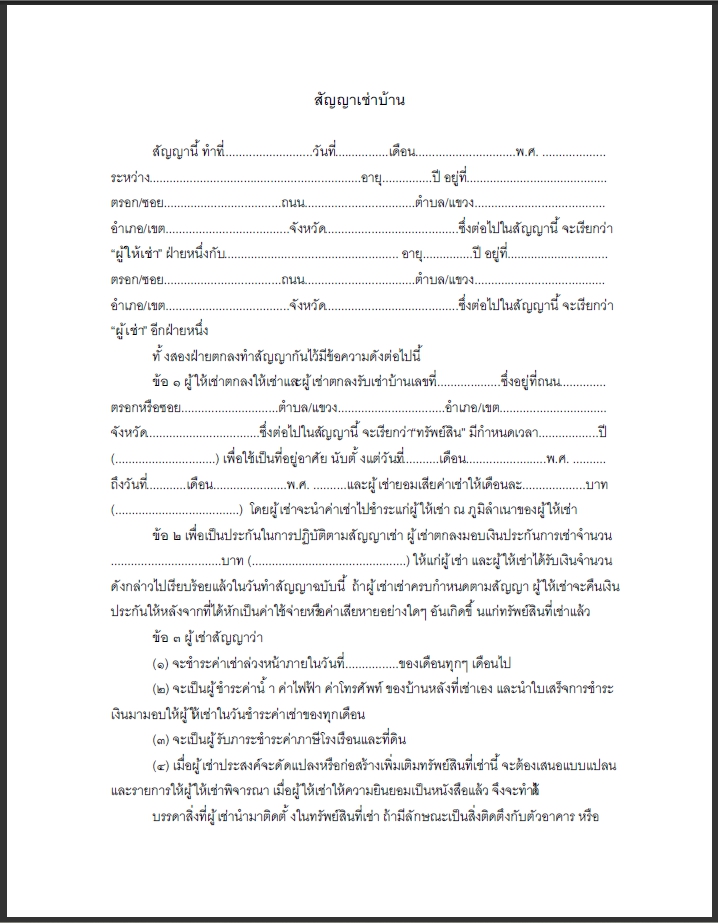 สัญญาเช่าบ้าน
สัญญานี้ ทำที่...........................วันที่................เดือน..............................พ.ศ. ...................
ระหว่าง...............................................................อายุ...............ปี อยู่ที่..........................................
ตรอก/ซอย...................................ถนน.................................ตำบล/แขวง.......................................
อำเภอ/เขต.....................................จังหวัด.......................................ซึ่งต่อไปในสัญญานี้ จะเรียกว่า
"ผู้ให้เช่า" ฝ่ายหนึ่งกับ.................................................... อายุ...............ปี อยู่ที่..............................
ตรอก/ซอย...................................ถนน.................................ตำบล/แขวง.......................................
อำเภอ/เขต.....................................จังหวัด.......................................ซึ่งต่อไปในสัญญานี้ จะเรียกว่า
"ผู้เช่า" อีกฝ่ายหนึ่ง
ทั้งสองฝ่ายตกลงทำสัญญากันไว้มีข้อความดังต่อไปนี้
ข้อ ๑ ผู้ให้เช่าตกลงให้เช่าและผู้เช่าตกลงรับเช่าบ้านเลขที่...................ซึ่งอยู่ที่ถนน..............
ตรอกหรือซอย.............................ตำบล/แขวง................................อำเภอ/เขต................................
จังหวัด.................................ซึ่งต่อไปในสัญญานี้ จะเรียกว่า"ทรัพย์สิน" มีกำหนดเวลา..................ปี
(..............................) เพื่อใช้เป็นที่อยู่อาศัย นับตั้งแต่วันที่..........เดือน........................พ.ศ. ..........
ถึงวันที่............เดือน......................พ.ศ. ..........และผู้เช่ายอมเสียค่าเช่าให้เดือนละ...................บาท
(.....................................) โดยผู้เช่าจะนำค่าเช่าไปชำระแก่ผู้ให้เช่า ณ ภูมิลำเนาของผู้ให้เช่า
ข้อ ๒ เพื่อเป็นประกันในการปฏิบัติตามสัญญาเช่า ผู้เช่าตกลงมอบเงินประกันการเช่าจำนวน
.................................บาท (..............................................) ให้แก่ผู้เช่า และผู้ให้เช่าได้รับเงินจำนวน
ดังกล่าวไปเรียบร้อยแล้วในวันทำสัญญาฉบับนี้ ถ้าผู้เช่าเช่าครบกำหนดตามสัญญา ผู้ให้เช่าจะคืนเงิน
ประกันให้หลังจากที่ได้หักเป็นค่าใช้จ่ายหรือค่าเสียหายอย่างใดๆ อันเกิดขึ้นแก่ทรัพย์สินที่เช่าแล้ว
ข้อ ๓ ผู้เช่าสัญญาว่า
(๑) จะชำระค่าเช่าล่วงหน้าภายในวันที่................ของเดือนทุกๆ เดือนไป
(๒) จะเป็นผู้ชำระค่าน้ำ ค่าไฟฟ้า ค่าโทรศัพท์ ของบ้านหลังที่เช่าเอง และนำใบเสร็จการชำระ
เงินมามอบให้ผู้ให้เช่าในวันชำระค่าเช่าของทุกเดือน
(๓) จะเป็นผู้รับภาระชำระค่าภาษีโรงเรือนและที่ดิน
(๔) เมื่อผู้เช่าประสงค์จะดัดแปลงหรือก่อสร้างเพิ่มเติมทรัพย์สินที่เช่านี้ จะต้องเสนอแบบแปลน
และรายการให้ผู้ให้เช่าพิจารณา เมื่อผู้ให้เช่าให้ความยินยอมเป็นหนังสือแล้ว จึงจะทำได้
บรรดาสิ่งที่ผู้เช่านำมาติดตั้งในทรัพย์สินที่เช่า ถ้ามีลักษณะเป็นสิ่งติดตึงกับตัวอาคาร หรือ